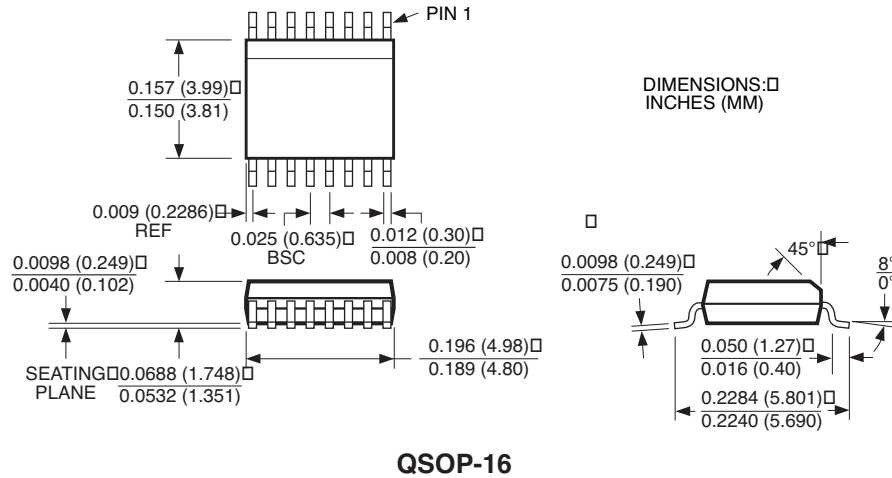 PIN 1
0.157 (3.99)
0.150 (3.81)
DIMENSIONS:
INCHES (MM)
0.009 (0.2286)
REF
0.025 (0.635)
BSC
0.012 (0.30)
0.008 (0.20)
0.0098 (0.249)
0.0040 (0.102)
0.0098 (0.249)
0.0075 (0.190)
45°
8°
0°
SEATING
PLANE
0.0688 (1.748)
0.0532 (1.351)
0.196 (4.98)
0.189 (4.80)
0.050 (1.27)
0.016 (0.40)
0.2284 (5.801)
0.2240 (5.690)
QSOP-16